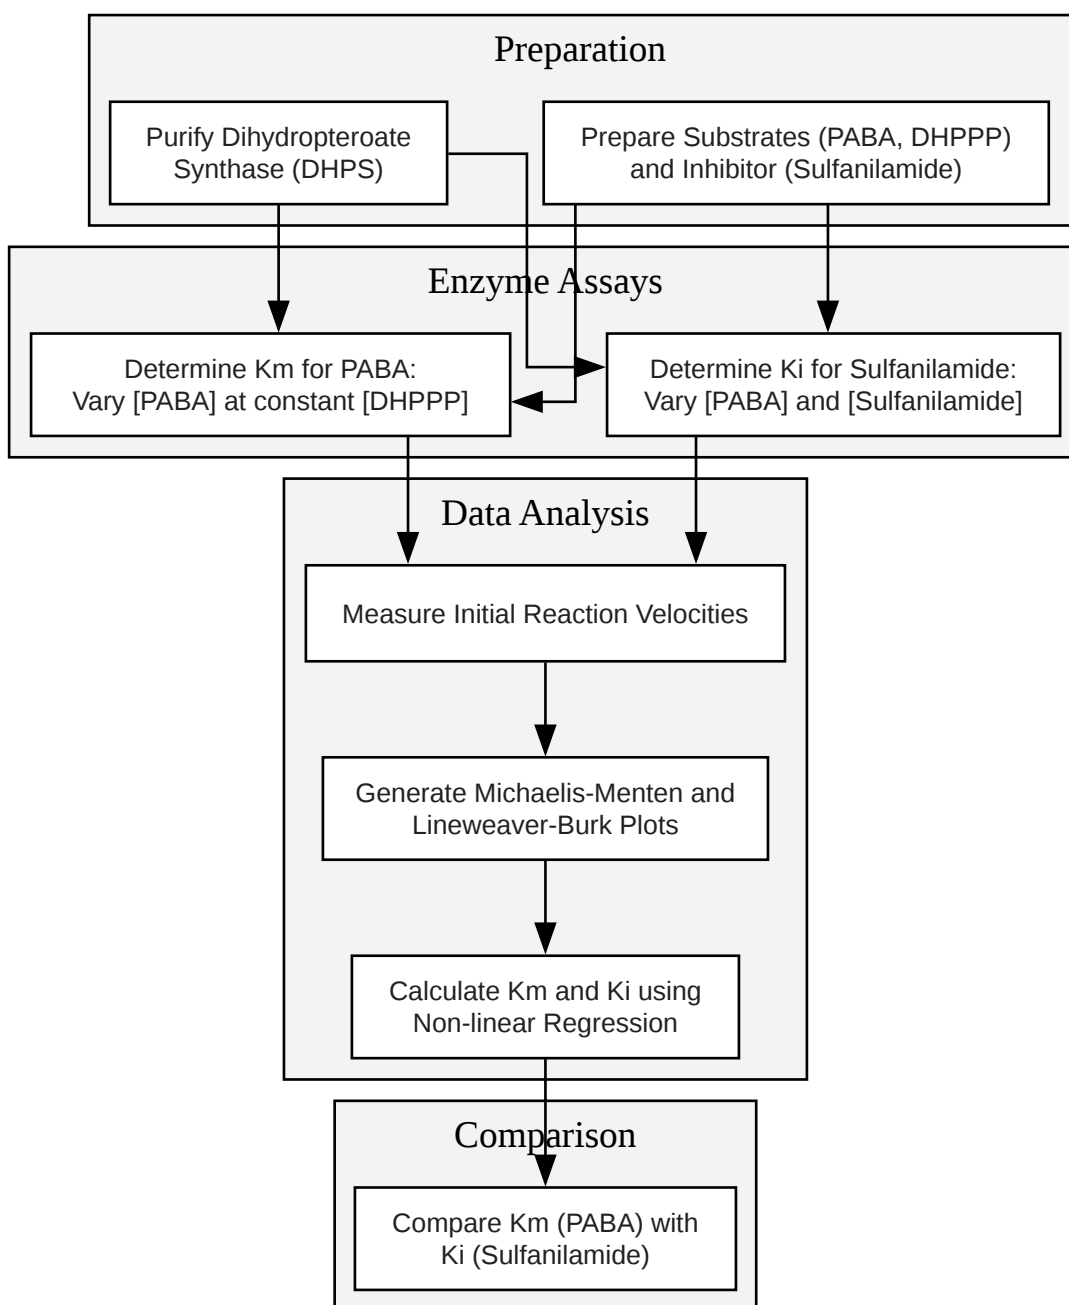 Preparation
Purify Dihydropteroate
Synthase (DHPS)
Prepare Substrates (PABA, DHPPP)
and Inhibitor (Sulfanilamide)
Enzyme Assays
Determine Km for PABA:
Vary [PABA] at constant [DHPPP]
Determine Ki for Sulfanilamide:
Vary [PABA] and [Sulfanilamide]
Data Analysis
Measure Initial Reaction Velocities
Generate Michaelis-Menten and
Lineweaver-Burk Plots
Calculate Km and Ki using
Non-linear Regression
Comparison
Compare Km (PABA) with
Ki (Sulfanilamide)